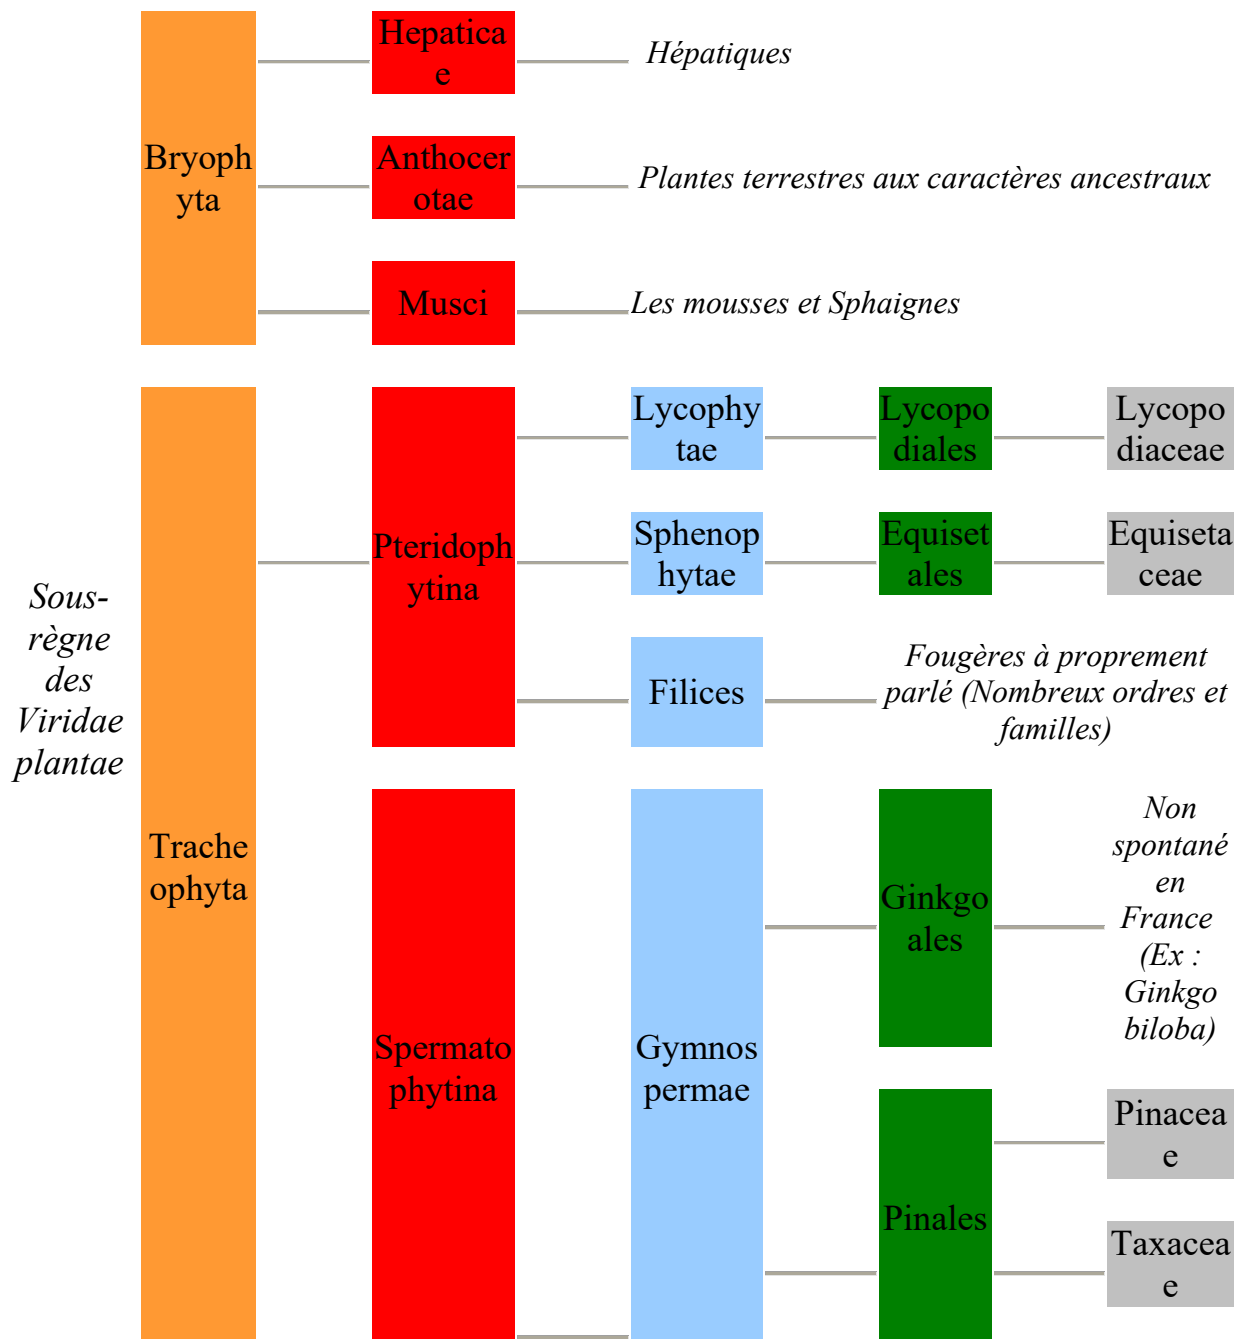 Hepatica
e
Hépatiques
Bryoph
yta
Anthocer
otae
Plantes terrestres aux caractères ancestraux
Musci
Les mousses et Sphaignes
Sous-
règne
des
Viridae
plantae
Trache
ophyta
Pteridoph
ytina
Lycophy
tae
Lycopo
diales
Lycopo
diaceae
Sphenop
hytae
Equiset
ales
Equiseta
ceae
Filices
Fougères à proprement
parlé (Nombreux ordres et
familles)
Spermato
phytina
Gymnos
permae
Ginkgo
ales
Non
spontané
en
France
(Ex :
Ginkgo
biloba)
Pinales
Pinacea
e
Taxacea
e